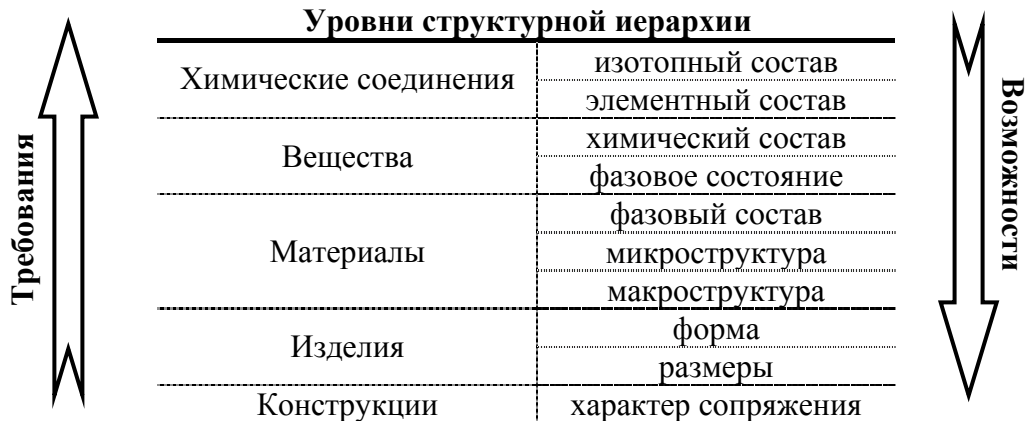 Уровни структурной иерархии
Химические соединения
изотопный состав
элементный состав
Вещества
химический состав
фазовое состояние
Материалы
фазовый состав
микроструктура
макроструктура
Изделия
форма
размеры
Конструкции
характер сопряжения
Требования
Возможности